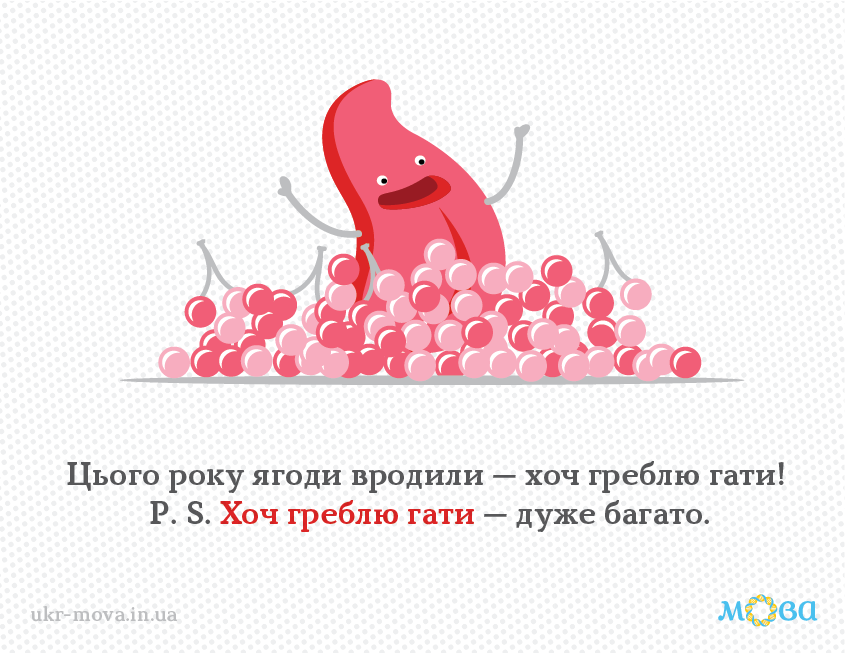 Цього року ягоди вродили — хоч греблю гати!
P. S. Хоч греблю гати — дуже багато.
ukr-mova.in.ua
мова